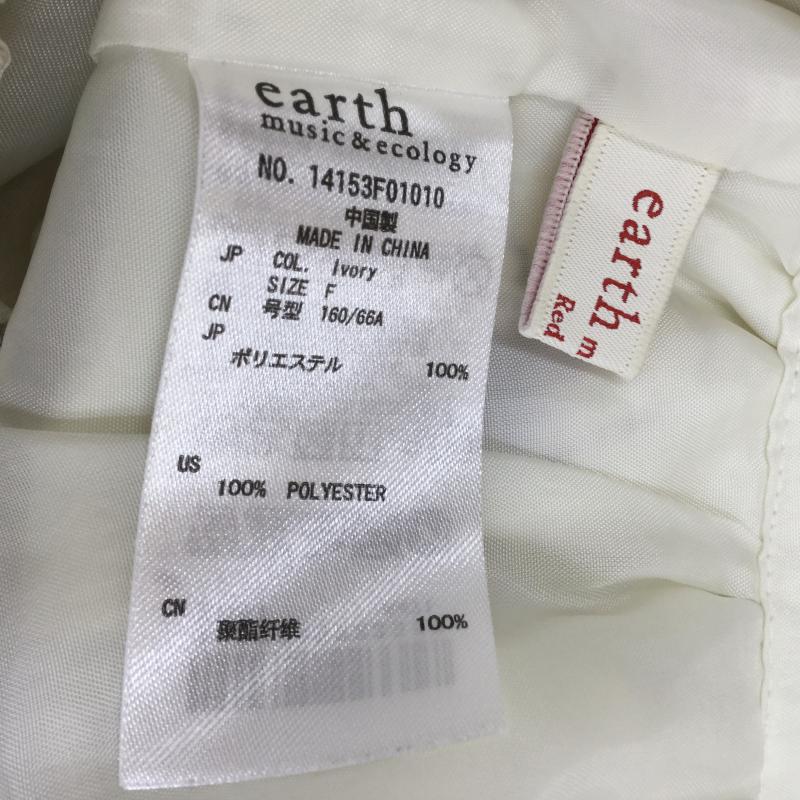 earth
music&ecology
NO. 14153F01010
中国製
MADE IN CHINA
JP COL. Ivory
SIZE F
CN 号型 160/66A
JP
ポリエステル 100%
US
100% POLYESTER
CN
聚酯纤维 100%
earth m
Red